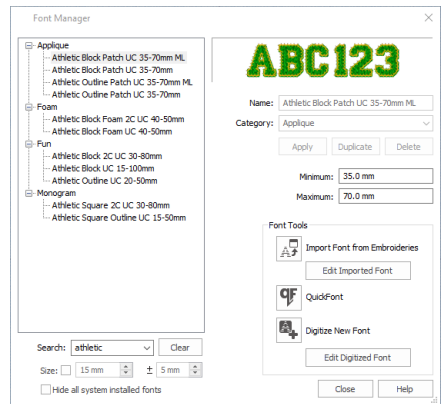 Font Manager
Applique
Athletic Block Patch UC 35-70mm ML
Athletic Block Patch UC 35-70mm
Athletic Outline Patch UC 35-70mm ML
Athletic Outline Patch UC 35-70mm
Foam
Athletic Block Foam 2C UC 40-50mm
Athletic Block Foam UC 40-50mm
Fun
Athletic Block 2C UC 30-80mm
Athletic Block UC 15-100mm
Athletic Outline UC 20-50mm
Monogram
Athletic Square 2C UC 30-80mm
Athletic Square Outline UC 15-50mm
Search: athletic Clear
Size: 15 mm ± 5 mm
Hide all system installed fonts
ABC123
Name: Athletic Block Patch UC 35-70mm ML
Category: Applique
Apply Duplicate Delete
Minimum: 35.0 mm
Maximum: 70.0 mm
Font Tools
Import Font from Embroideries
Edit Imported Font
QF QuickFont
Digitize New Font
Edit Digitized Font
Close Help